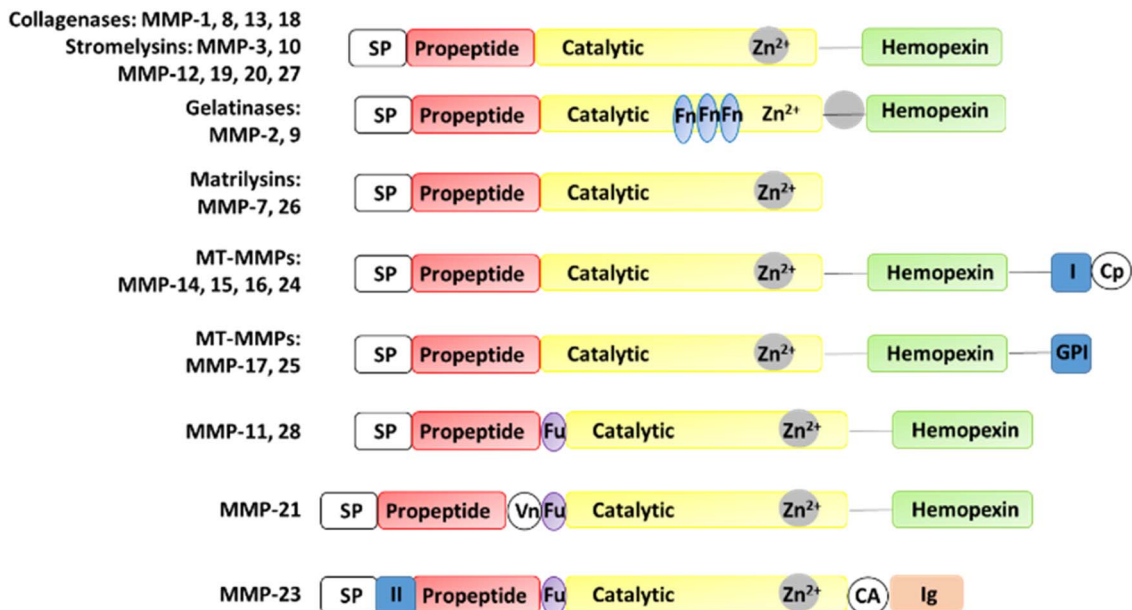 Collagenases: MMP-1, 8, 13, 18
Stromelysins: MMP-3, 10
MMP-12, 19, 20, 27
SP Propeptide Catalytic Zn2+ Hemopexin
Gelatinases:
MMP-2, 9
SP Propeptide Catalytic Fn Fn Fn Zn2+ Hemopexin
Matrilysins:
MMP-7, 26
SP Propeptide Catalytic Zn2+
MT-MMPs:
MMP-14, 15, 16, 24
SP Propeptide Catalytic Zn2+ Hemopexin I Cp
MT-MMPs:
MMP-17, 25
SP Propeptide Catalytic Zn2+ Hemopexin GPI
MMP-11, 28
SP Propeptide Fu Catalytic Zn2+ Hemopexin
MMP-21
SP Propeptide Vn Fu Catalytic Zn2+ Hemopexin
MMP-23
SP II Propeptide Fu Catalytic Zn2+ CA Ig